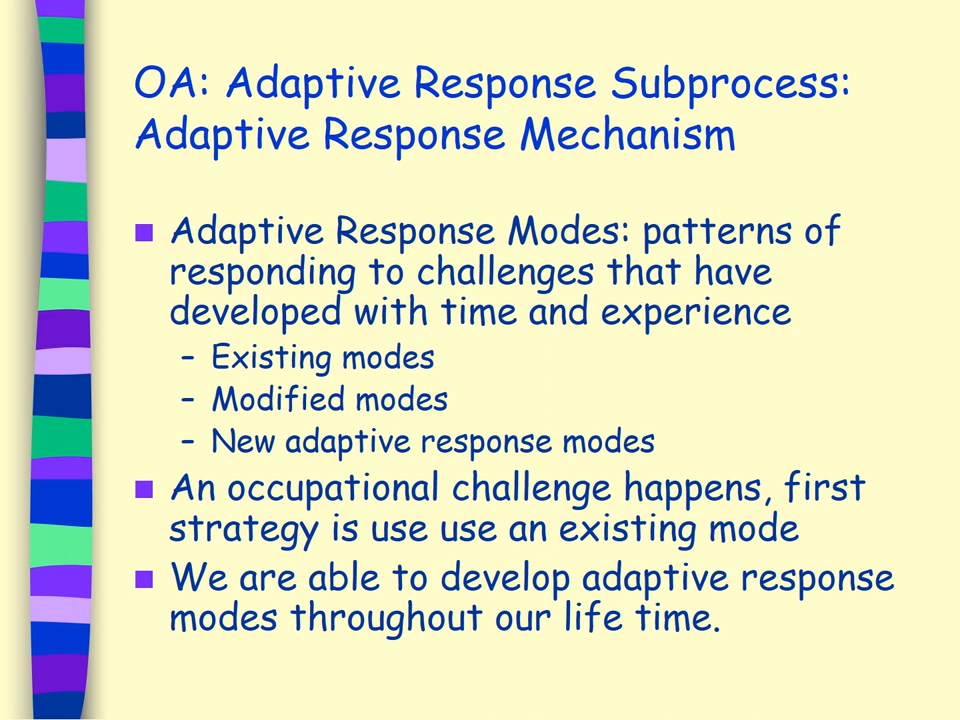 OA: Adaptive Response Subprocess:
Adaptive Response Mechanism
Adaptive Response Modes: patterns of
responding to challenges that have
developed with time and experience
– Existing modes
– Modified modes
– New adaptive response modes
An occupational challenge happens, first
strategy is use use an existing mode
We are able to develop adaptive response
modes throughout our life time.